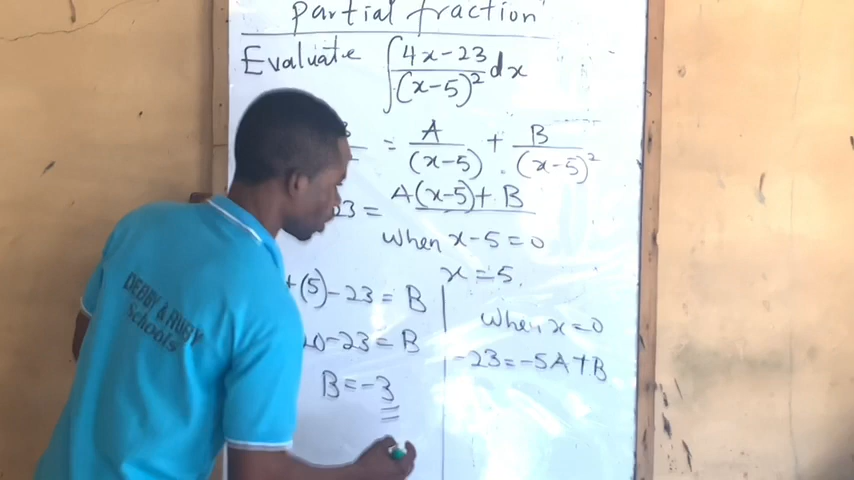 partial fraction
Evaluate ∫ 4x-23 / (x-5)² dx
= A / (x-5) + B / (x-5)²
23 = A(x-5) + B
when x-5=0
x=5
(5)-23=B
20-23=B
B=-3
when x=0
-23=-5A+B
DEBBY & RUBY
Schools